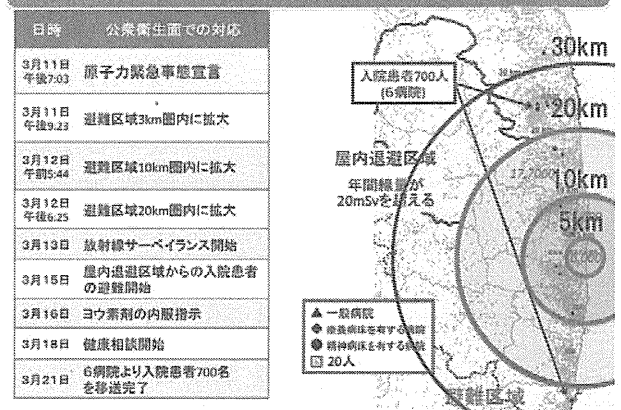 日時 公衆衛生面での対応
3月11日
午後7:03
原子力緊急事態宣言
3月11日
午後9.23
避難区域3km圏内に拡大
3月12日
午前5:44
避難区域10km圏内に拡大
3月12日
午後6:25
避難区域20km圏内に拡大
3月13日 放射線サーベイランス開始
3月15日
屋内退避区域からの入院患者
の避難開始
3月16日 ヨウ素剤の内服指示
3月18日 健康相談開始
3月21日
6病院より入院患者700名
を移送完了
30km
入院患者700人
(6病院)
20km
屋内退避区域
年間線量が
20mSvを超える
10km
5km
▲ 一般病院
療養病床を有する病院
精神病床を有する病院
20人
避難区域